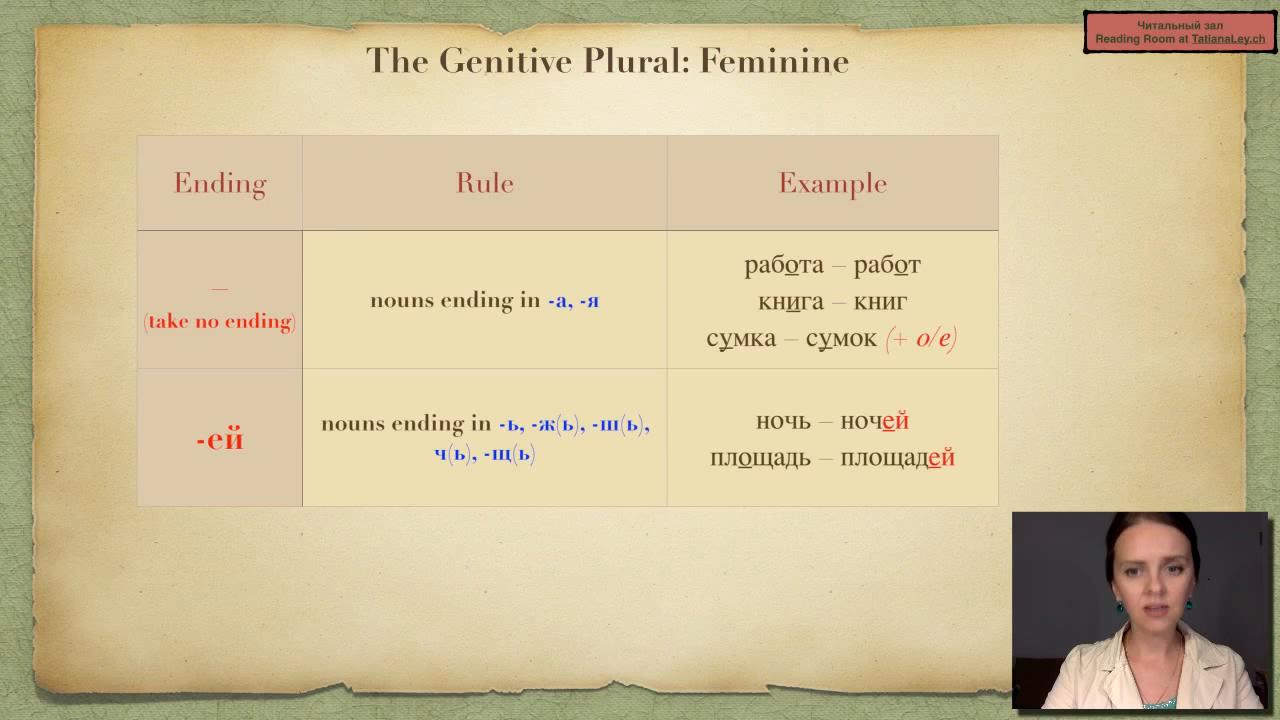 Читальный зал
Reading Room at TatianaLey.ch
The Genitive Plural: Feminine
Ending
Rule
Example
—
(take no ending)
nouns ending in -а, -я
работа – работ
книга – книг
сумка – сумок (+ о/е)
-ей
nouns ending in -ь, -ж(ь), -ш(ь),
ч(ь), -щ(ь)
ночь – ночей
площадь – площадей